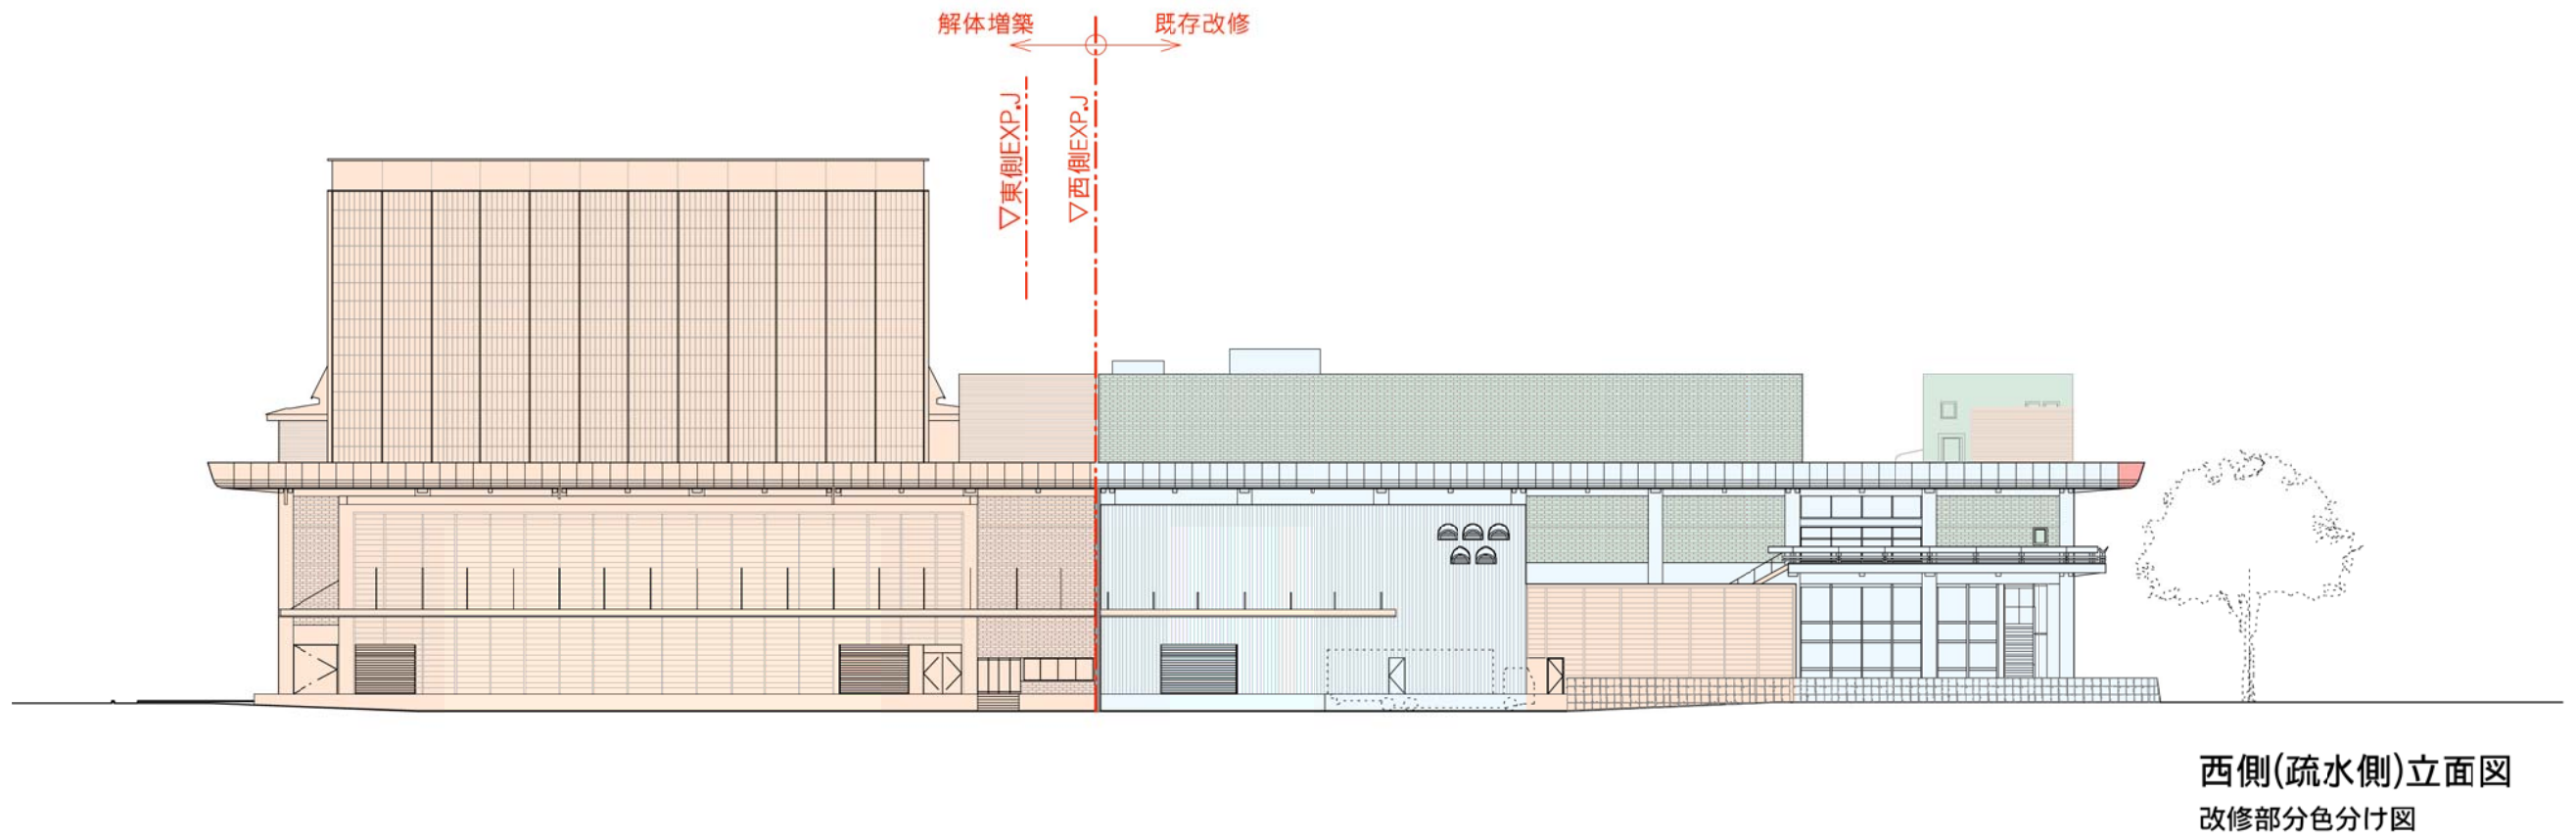 解体増築
既存改修
▽東側EXP.J
▽西側EXP.J
西側(疏水側)立面図
改修部分色分け図